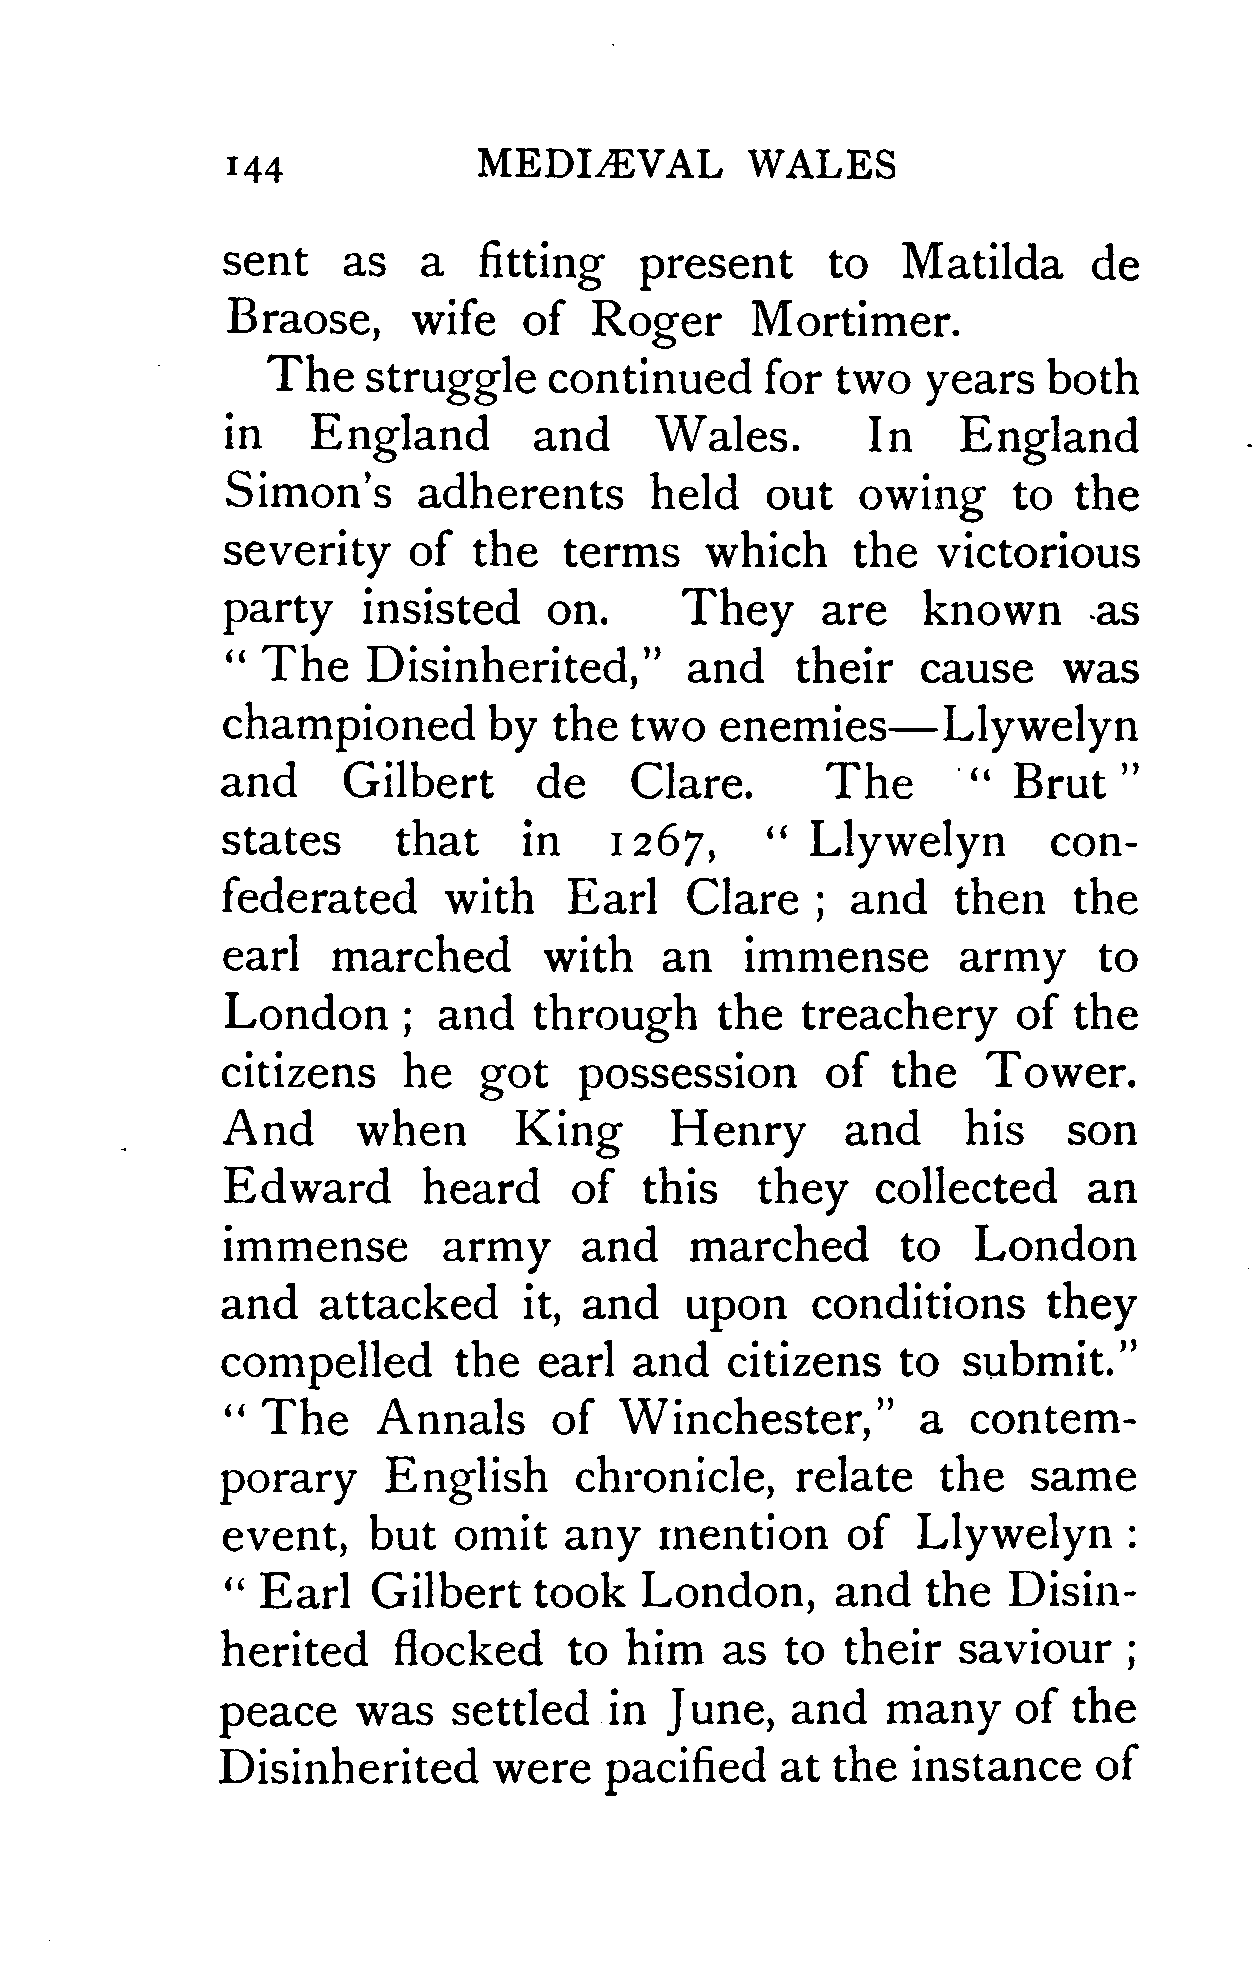 144 MEDIÆVAL WALES
sent as a fitting present to Matilda de
Braose, wife of Roger Mortimer.
The struggle continued for two years both
in England and Wales. In England
Simon's adherents held out owing to the
severity of the terms which the victorious
party insisted on. They are known as
" The Disinherited," and their cause was
championed by the two enemies—Llywelyn
and Gilbert de Clare. The " Brut "
states that in 1267, " Llywelyn con-
federated with Earl Clare ; and then the
earl marched with an immense army to
London ; and through the treachery of the
citizens he got possession of the Tower.
And when King Henry and his son
Edward heard of this they collected an
immense army and marched to London
and attacked it, and upon conditions they
compelled the earl and citizens to submit."
" The Annals of Winchester," a contem-
porary English chronicle, relate the same
event, but omit any mention of Llywelyn :
" Earl Gilbert took London, and the Disin-
herited flocked to him as to their saviour ;
peace was settled in June, and many of the
Disinherited were pacified at the instance of